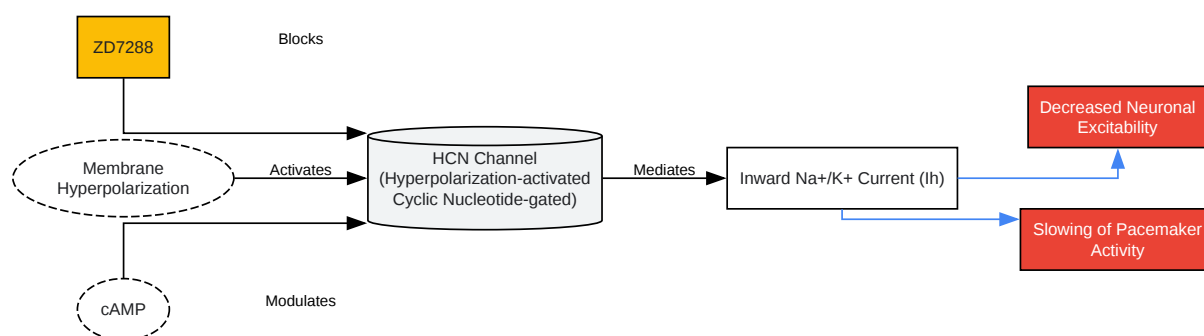 ZD7288
Blocks
Membrane
Hyperpolarization
Activates
HCN Channel
(Hyperpolarization-activated
Cyclic Nucleotide-gated)
Mediates
Inward Na+/K+ Current (Ih)
Decreased Neuronal
Excitability
Slowing of Pacemaker
Activity
cAMP
Modulates